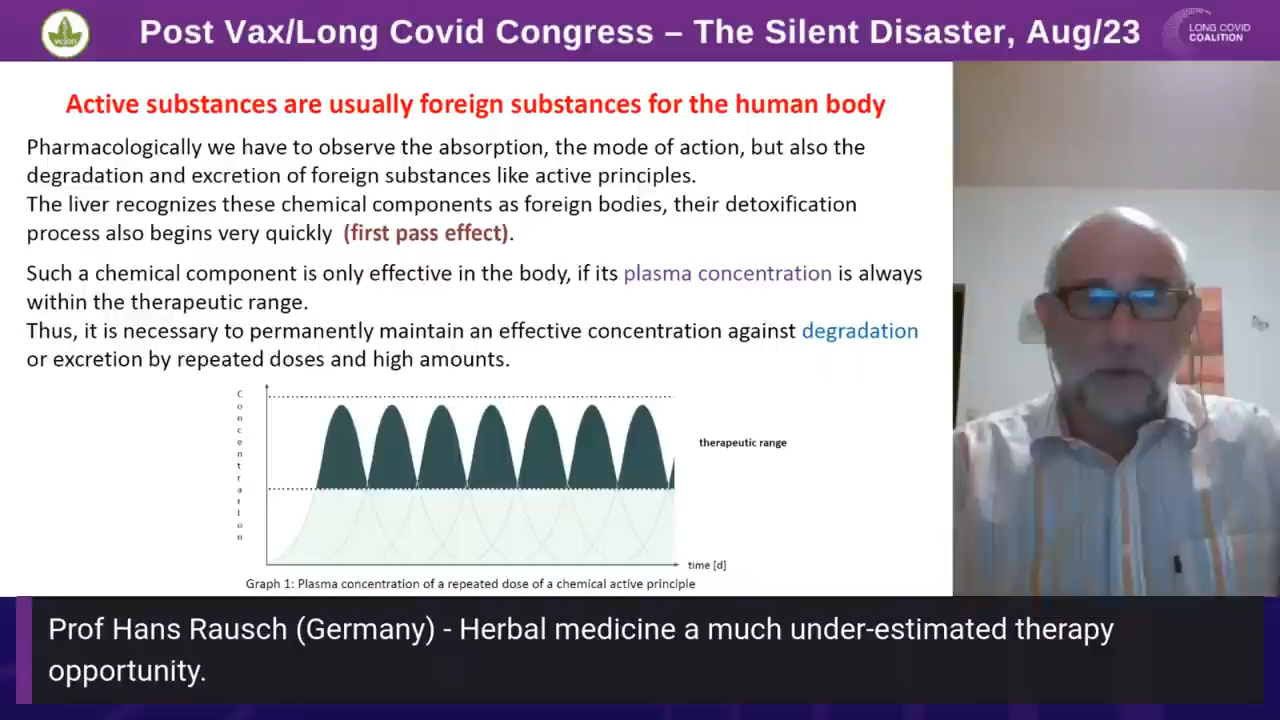 Post Vax/Long Covid Congress – The Silent Disaster, Aug/23
LONG COVID
COALITION
Active substances are usually foreign substances for the human body
Pharmacologically we have to observe the absorption, the mode of action, but also the
degradation and excretion of foreign substances like active principles.
The liver recognizes these chemical components as foreign bodies, their detoxification
process also begins very quickly (first pass effect).
Such a chemical component is only effective in the body, if its plasma concentration is always
within the therapeutic range.
Thus, it is necessary to permanently maintain an effective concentration against degradation
or excretion by repeated doses and high amounts.
Concentration
therapeutic range
time [d]
Graph 1: Plasma concentration of a repeated dose of a chemical active principle
Prof Hans Rausch (Germany) - Herbal medicine a much under-estimated therapy
opportunity.